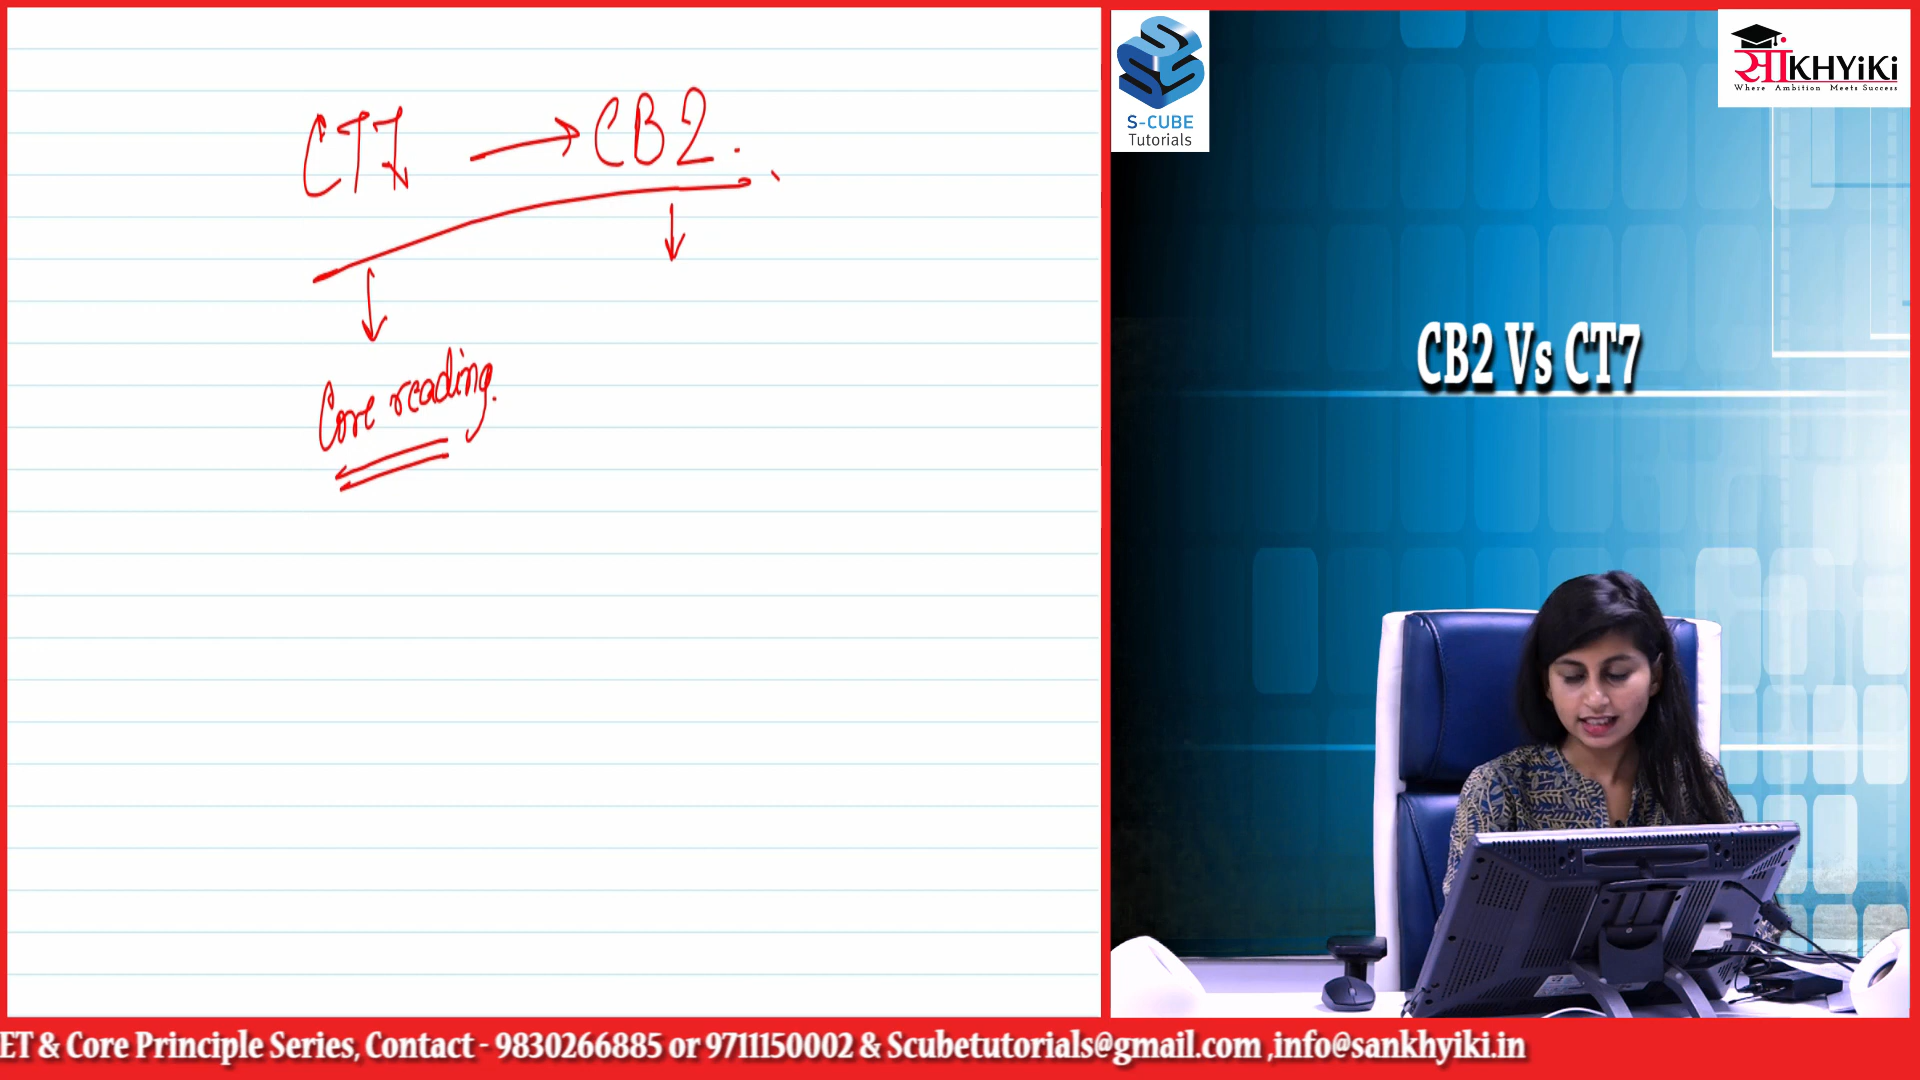 CT7 → CB2.
Core reading.
S-CUBE
Tutorials
सांKHYiKi
Where Ambition Meets Success
CB2 Vs CT7
ET & Core Principle Series, Contact - 9830266885 or 9711150002 & Scubetutorials@gmail.com ,info@sankhyiki.in